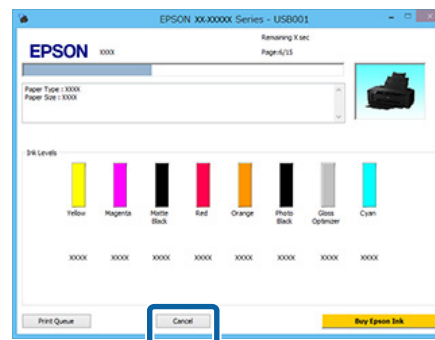 EPSON XX-XXXXX Series - USB001
EPSON XXXX
Remaining X sec
Page:6/15
Paper Type : XXXX
Paper Size : XXXX
Ink Levels
Yellow Magenta Matte Black Red Orange Photo Black Gloss Optimizer Cyan
XXXX XXXX XXXX XXXX XXXX XXXX XXXX XXXX
Print Queue Cancel Buy Epson Ink